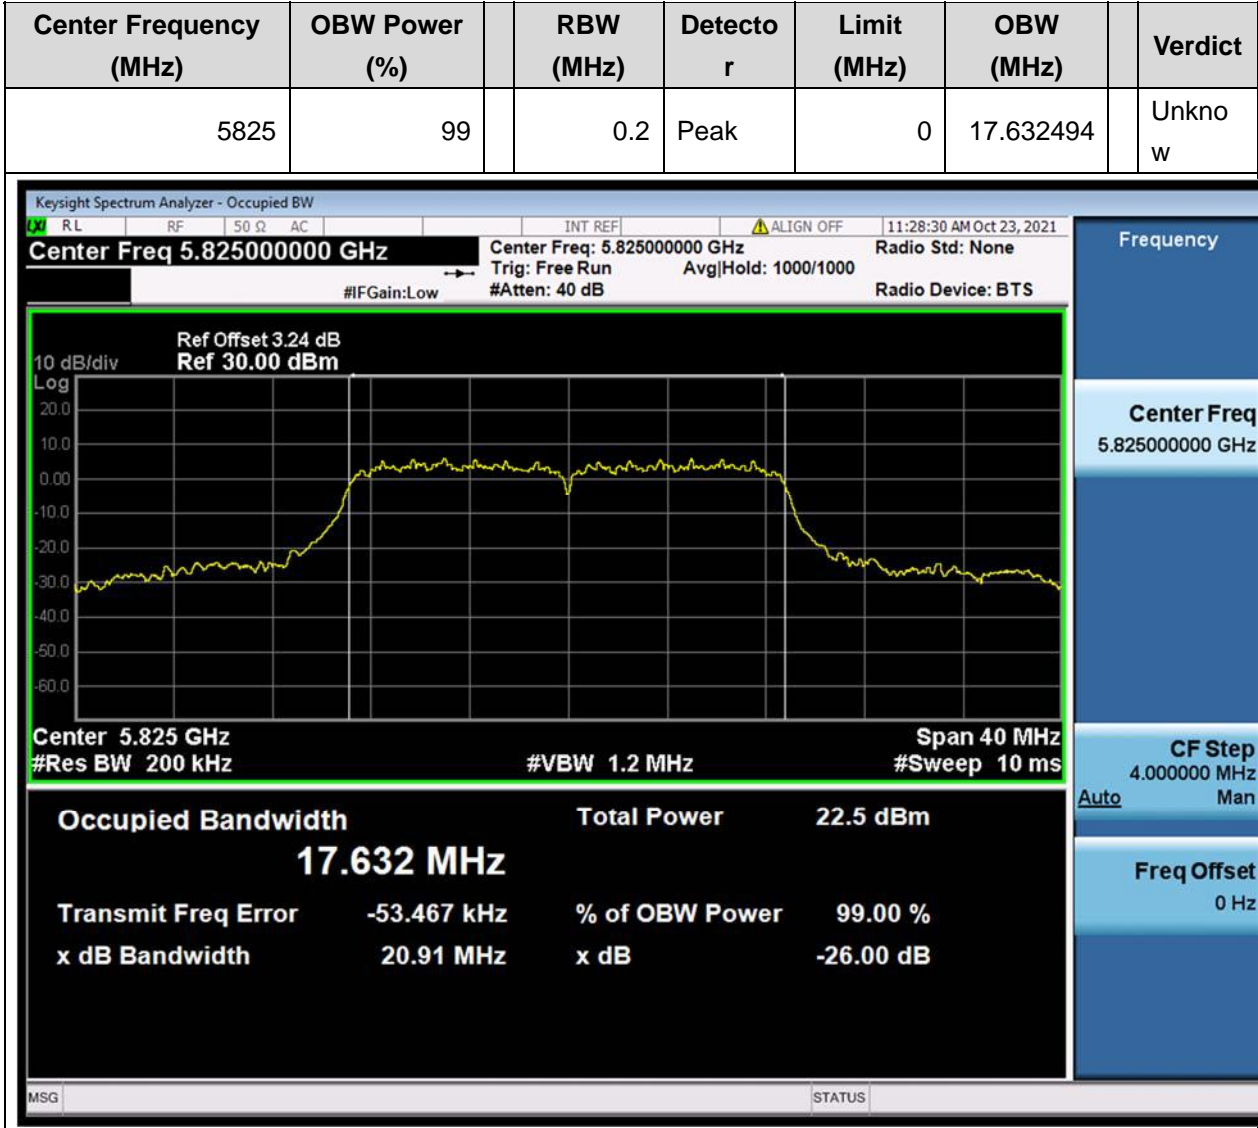 Center Frequency (MHz) OBW Power (%) RBW (MHz) Detecto r Limit (MHz) OBW (MHz) Verdict
5825 99 0.2 Peak 0 17.632494 Unkno w
Keysight Spectrum Analyzer - Occupied BW
LXI RL RF 50 Ω AC INT REF ALIGN OFF 11:28:30 AM Oct 23, 2021
Center Freq 5.825000000 GHz Center Freq: 5.825000000 GHz Radio Std: None
Trig: Free Run Avg|Hold: 1000/1000
#IFGain:Low #Atten: 40 dB Radio Device: BTS
Frequency
Ref Offset 3.24 dB
10 dB/div Ref 30.00 dBm
Log
20.0
10.0
0.00
-10.0
-20.0
-30.0
-40.0
-50.0
-60.0
Center 5.825 GHz Span 40 MHz
#Res BW 200 kHz #VBW 1.2 MHz #Sweep 10 ms
Center Freq
5.825000000 GHz
CF Step
4.000000 MHz
Auto Man
Freq Offset
0 Hz
Occupied Bandwidth Total Power 22.5 dBm
17.632 MHz
Transmit Freq Error -53.467 kHz % of OBW Power 99.00 %
x dB Bandwidth 20.91 MHz x dB -26.00 dB
MSG STATUS